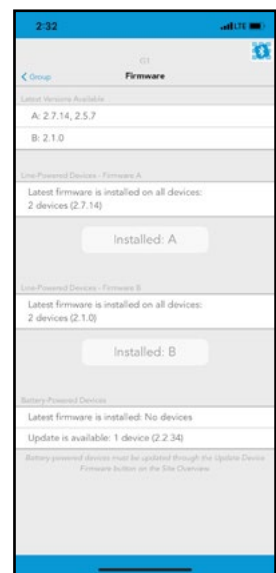 2:32
LTE
G1
Group
Firmware
Latest Versions Available
A: 2.7.14, 2.5.7
B: 2.1.0
Line-Powered Devices - Firmware A
Latest firmware is installed on all devices:
2 devices (2.7.14)
Installed: A
Line-Powered Devices - Firmware B
Latest firmware is installed on all devices:
2 devices (2.1.0)
Installed: B
Battery-Powered Devices
Latest firmware is installed: No devices
Update is available: 1 device (2.2.34)
Battery-powered devices must be updated through the Update Device
Firmware button on the Site Overview